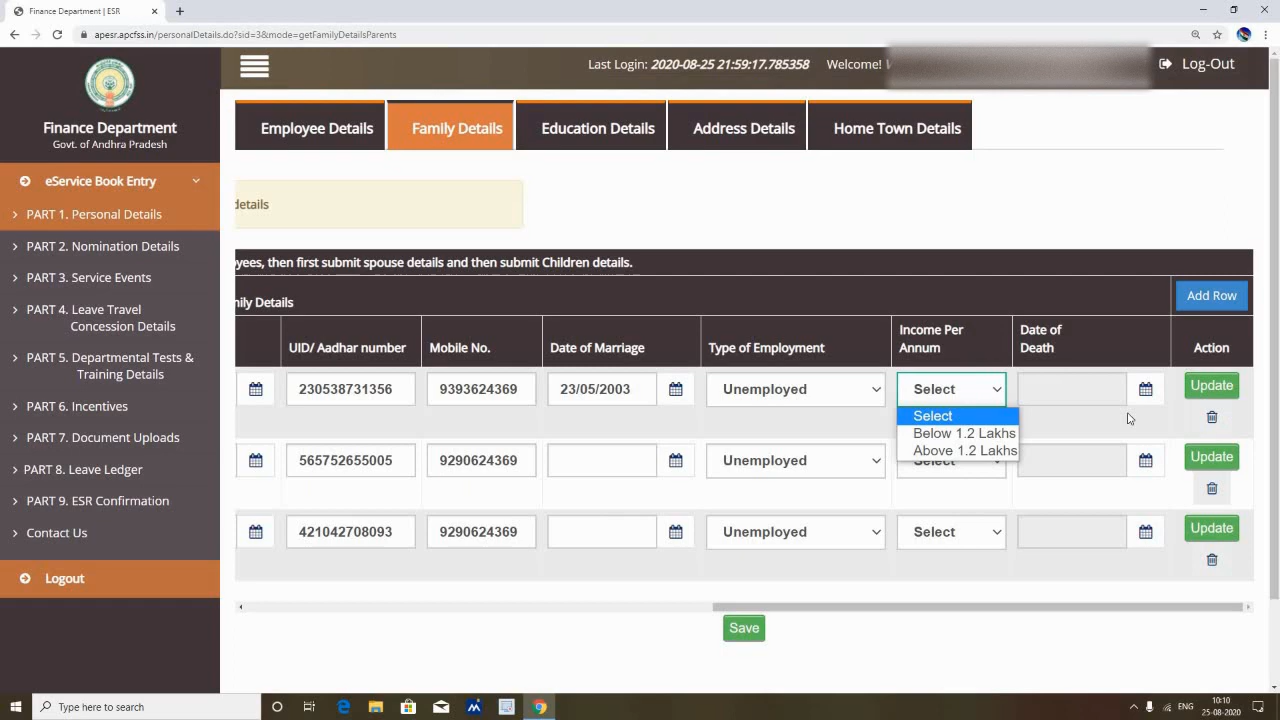 Finance Department | ESR
apesr.apcfss.in/personalDetails.do?sid=3&mode=getFamilyDetailsParents
Last Login: 2020-08-25 21:59:17.785358 Welcome!
Log-Out
Finance Department
Govt. of Andhra Pradesh
eService Book Entry
PART 1. Personal Details
PART 2. Nomination Details
PART 3. Service Events
PART 4. Leave Travel
Concession Details
PART 5. Departmental Tests &
Training Details
PART 6. Incentives
PART 7. Document Uploads
PART 8. Leave Ledger
PART 9. ESR Confirmation
Contact Us
Logout
Employee Details Family Details Education Details Address Details Home Town Details
details
yees, then first submit spouse details and then submit Children details.
nily Details
Add Row
UID/ Aadhar number Mobile No. Date of Marriage Type of Employment Income Per Annum Date of Death Action
230538731356 9393624369 23/05/2003 Unemployed Select Update
Select
Below 1.2 Lakhs
Above 1.2 Lakhs
565752655005 9290624369 Unemployed Select Update
421042708093 9290624369 Unemployed Select Update
Save
Type here to search
ENG
10:10
25-08-2020